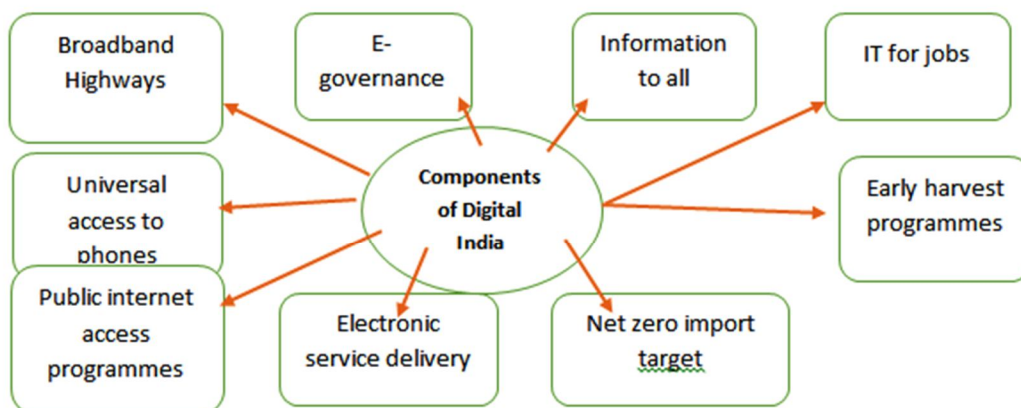 Broadband
Highways
E-
governance
Information
to all
IT for jobs
Components
of Digital
India
Universal
access to
phones
Early harvest
programmes
Public internet
access
programmes
Electronic
service delivery
Net zero import
target